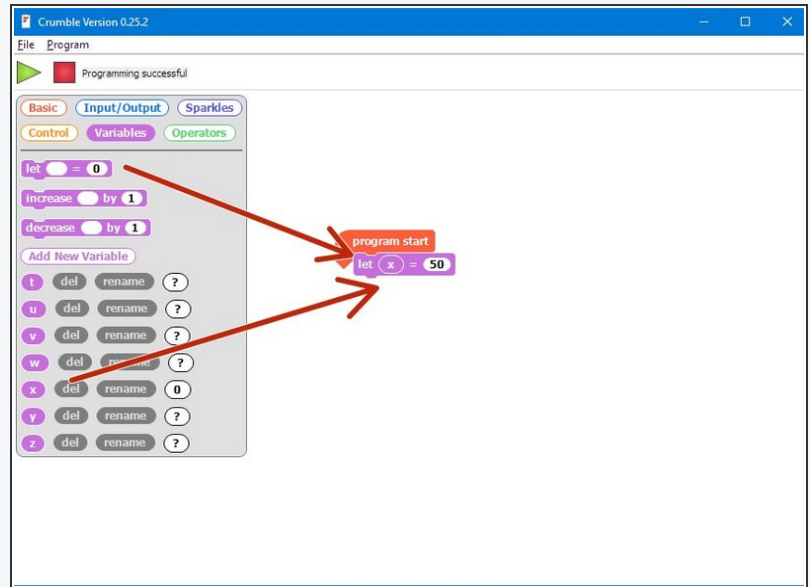 Crumble Version 0.25.2
File Program
Programming successful
Basic Input/Output Sparkles
Control Variables Operators
let = 0
increase by 1
decrease by 1
Add New Variable
t del rename ?
u del rename ?
v del rename ?
w del rename ?
x del rename 0
y del rename ?
z del rename ?
program start
let x = 50